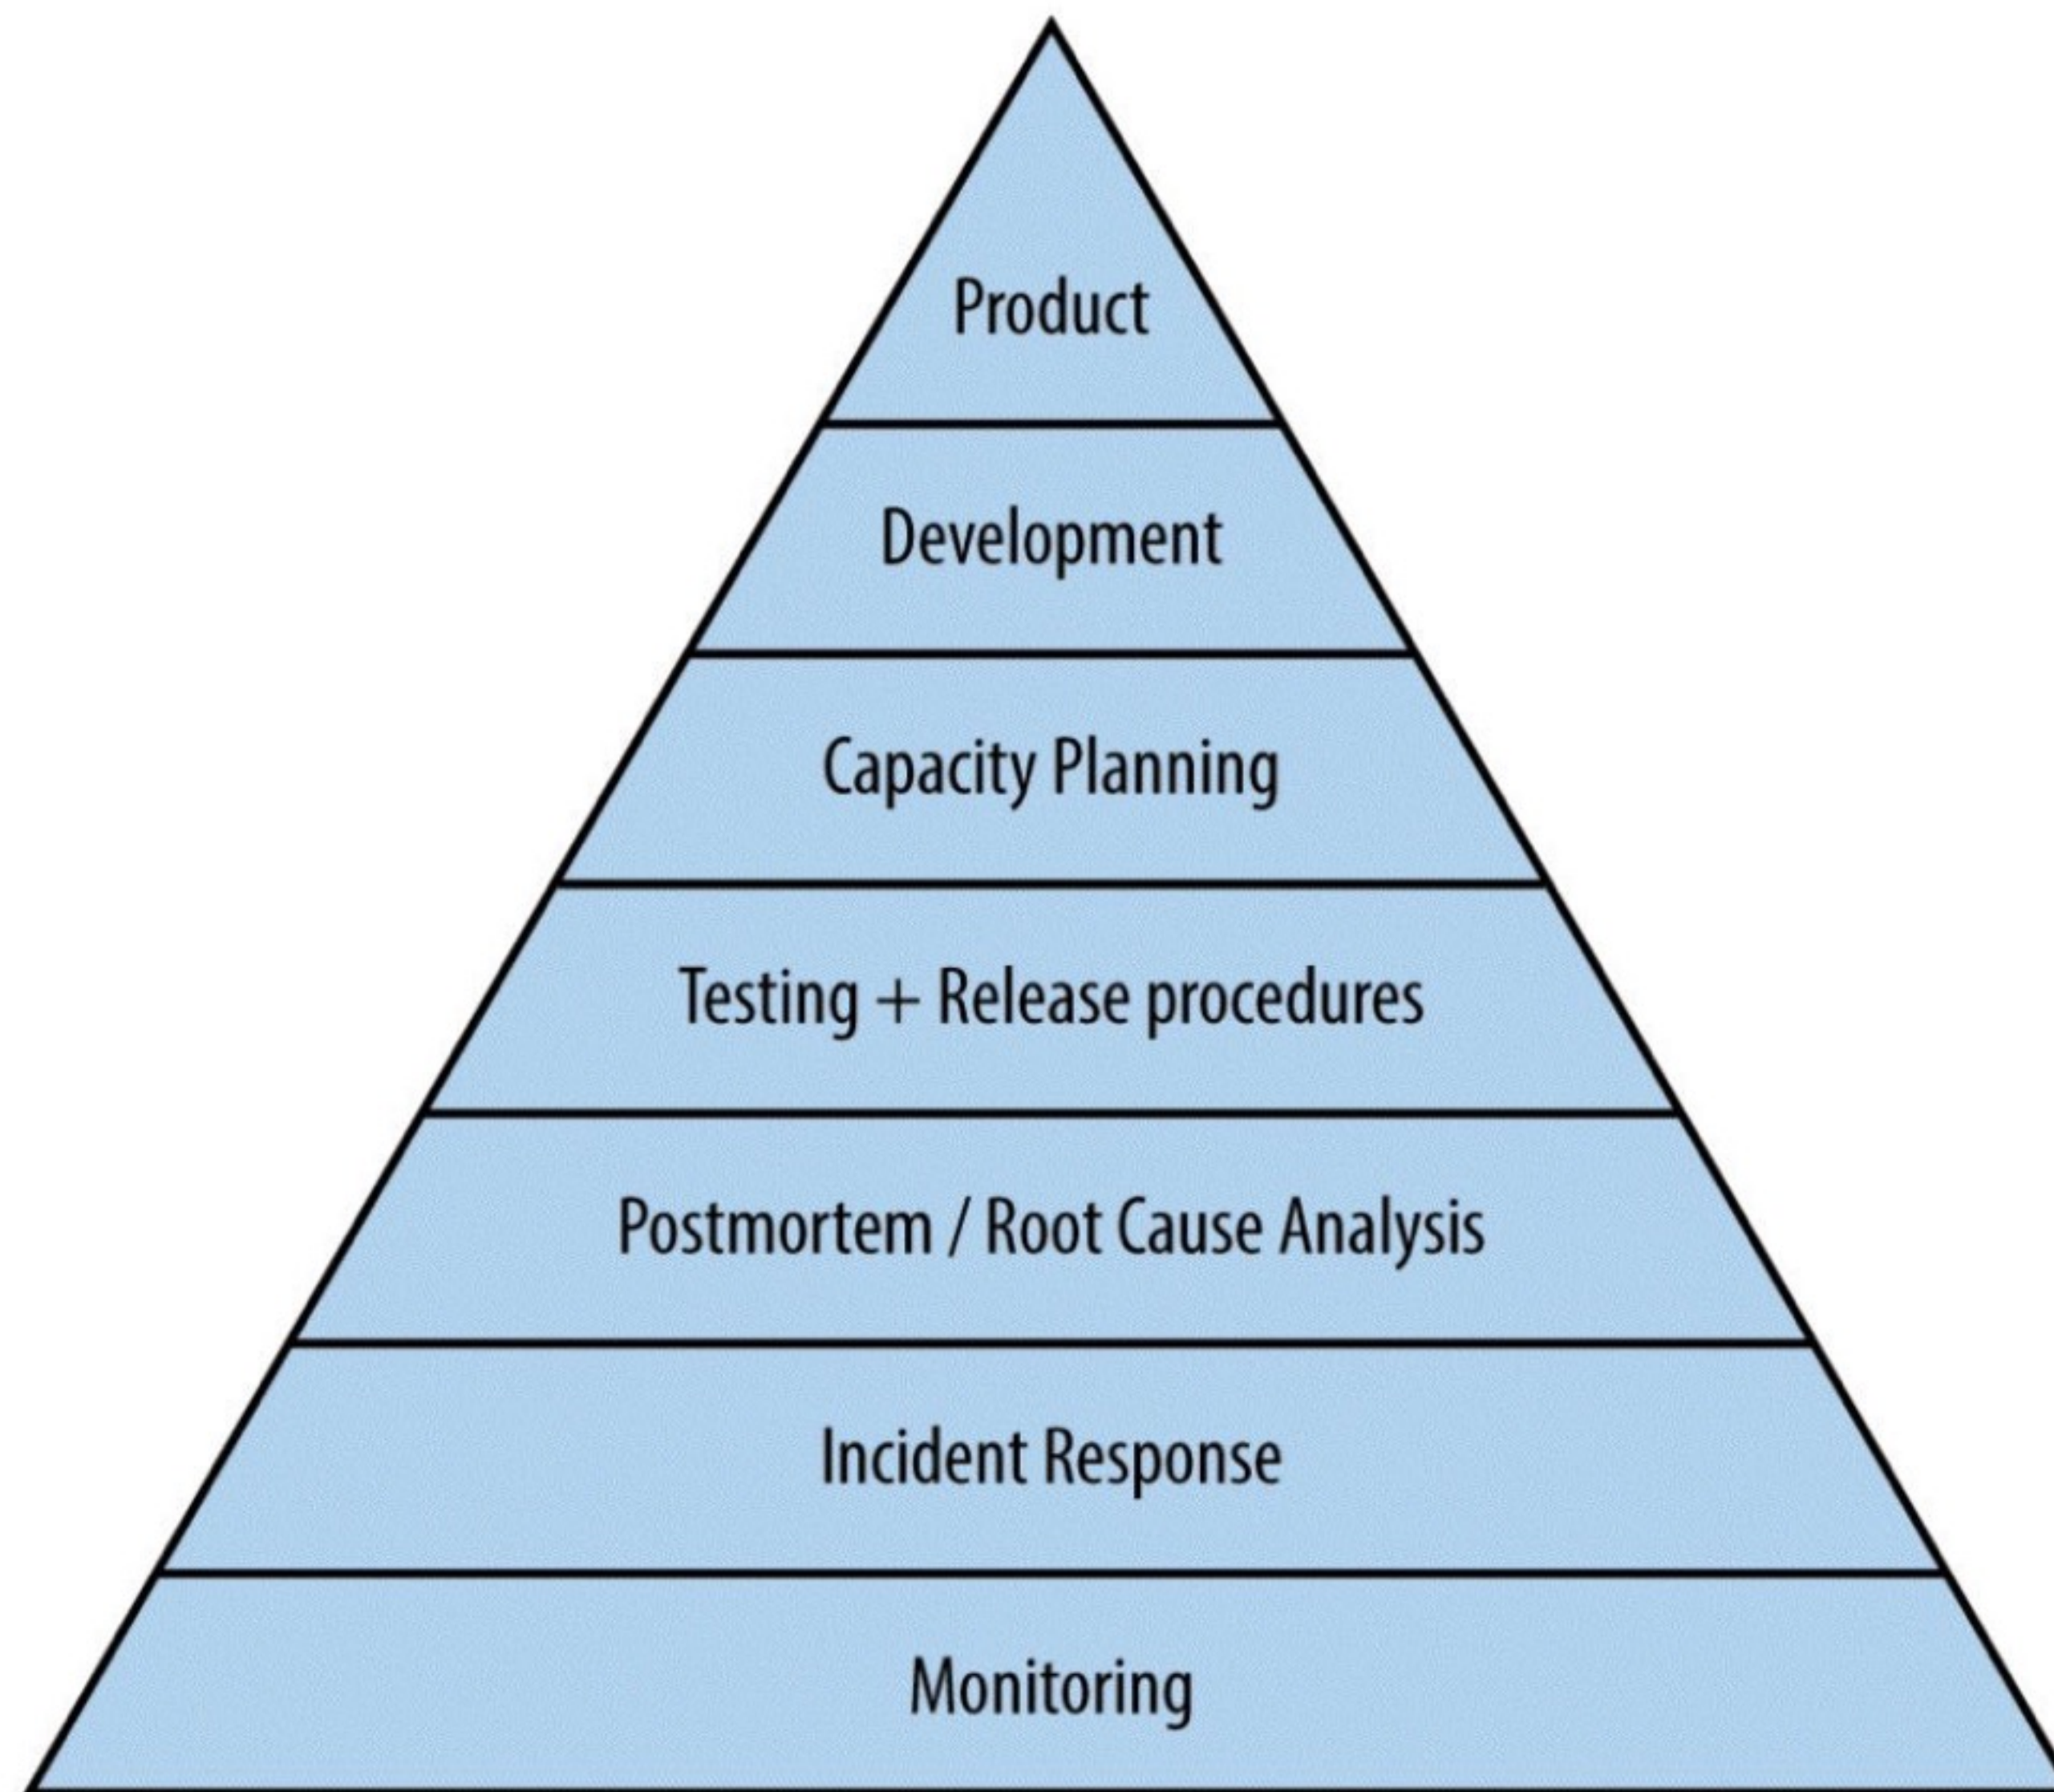 Product
Development
Capacity Planning
Testing + Release procedures
Postmortem / Root Cause Analysis
Incident Response
Monitoring